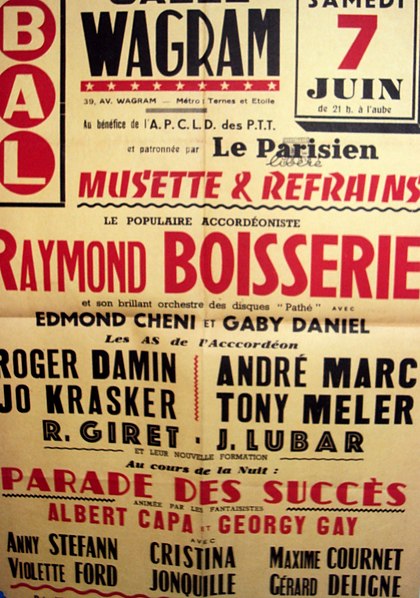 BAL
SALLE
WAGRAM
39, AV. WAGRAM — Métro: Ternes et Etoile
SAMEDI
7
JUIN
de 21 h. à l'aube
Au bénéfice de l'A.P.C.L.D. des P.T.T.
et patronnée par Le Parisien
libéré
MUSETTE & REFRAINS
LE POPULAIRE ACCORDÉONISTE
RAYMOND BOISSERIE
et son brillant orchestre des disques "Pathé" AVEC
EDMOND CHENI ET GABY DANIEL
Les AS de l'Acccordéon
ROGER DAMIN
JO KRASKER
ANDRÉ MARC
TONY MELER
R. GIRET · J. LUBAR
ET LEUR NOUVELLE FORMATION
Au cours de la Nuit :
PARADE DES SUCCÈS
ANIMÉE PAR LES FANTAISISTES
ALBERT CAPA ET GEORGY GAY
AVEC
ANNY STEFANN
VIOLETTE FORD
CRISTINA
JONQUILLE
MAXIME COURNET
GÉRARD DELIGNE